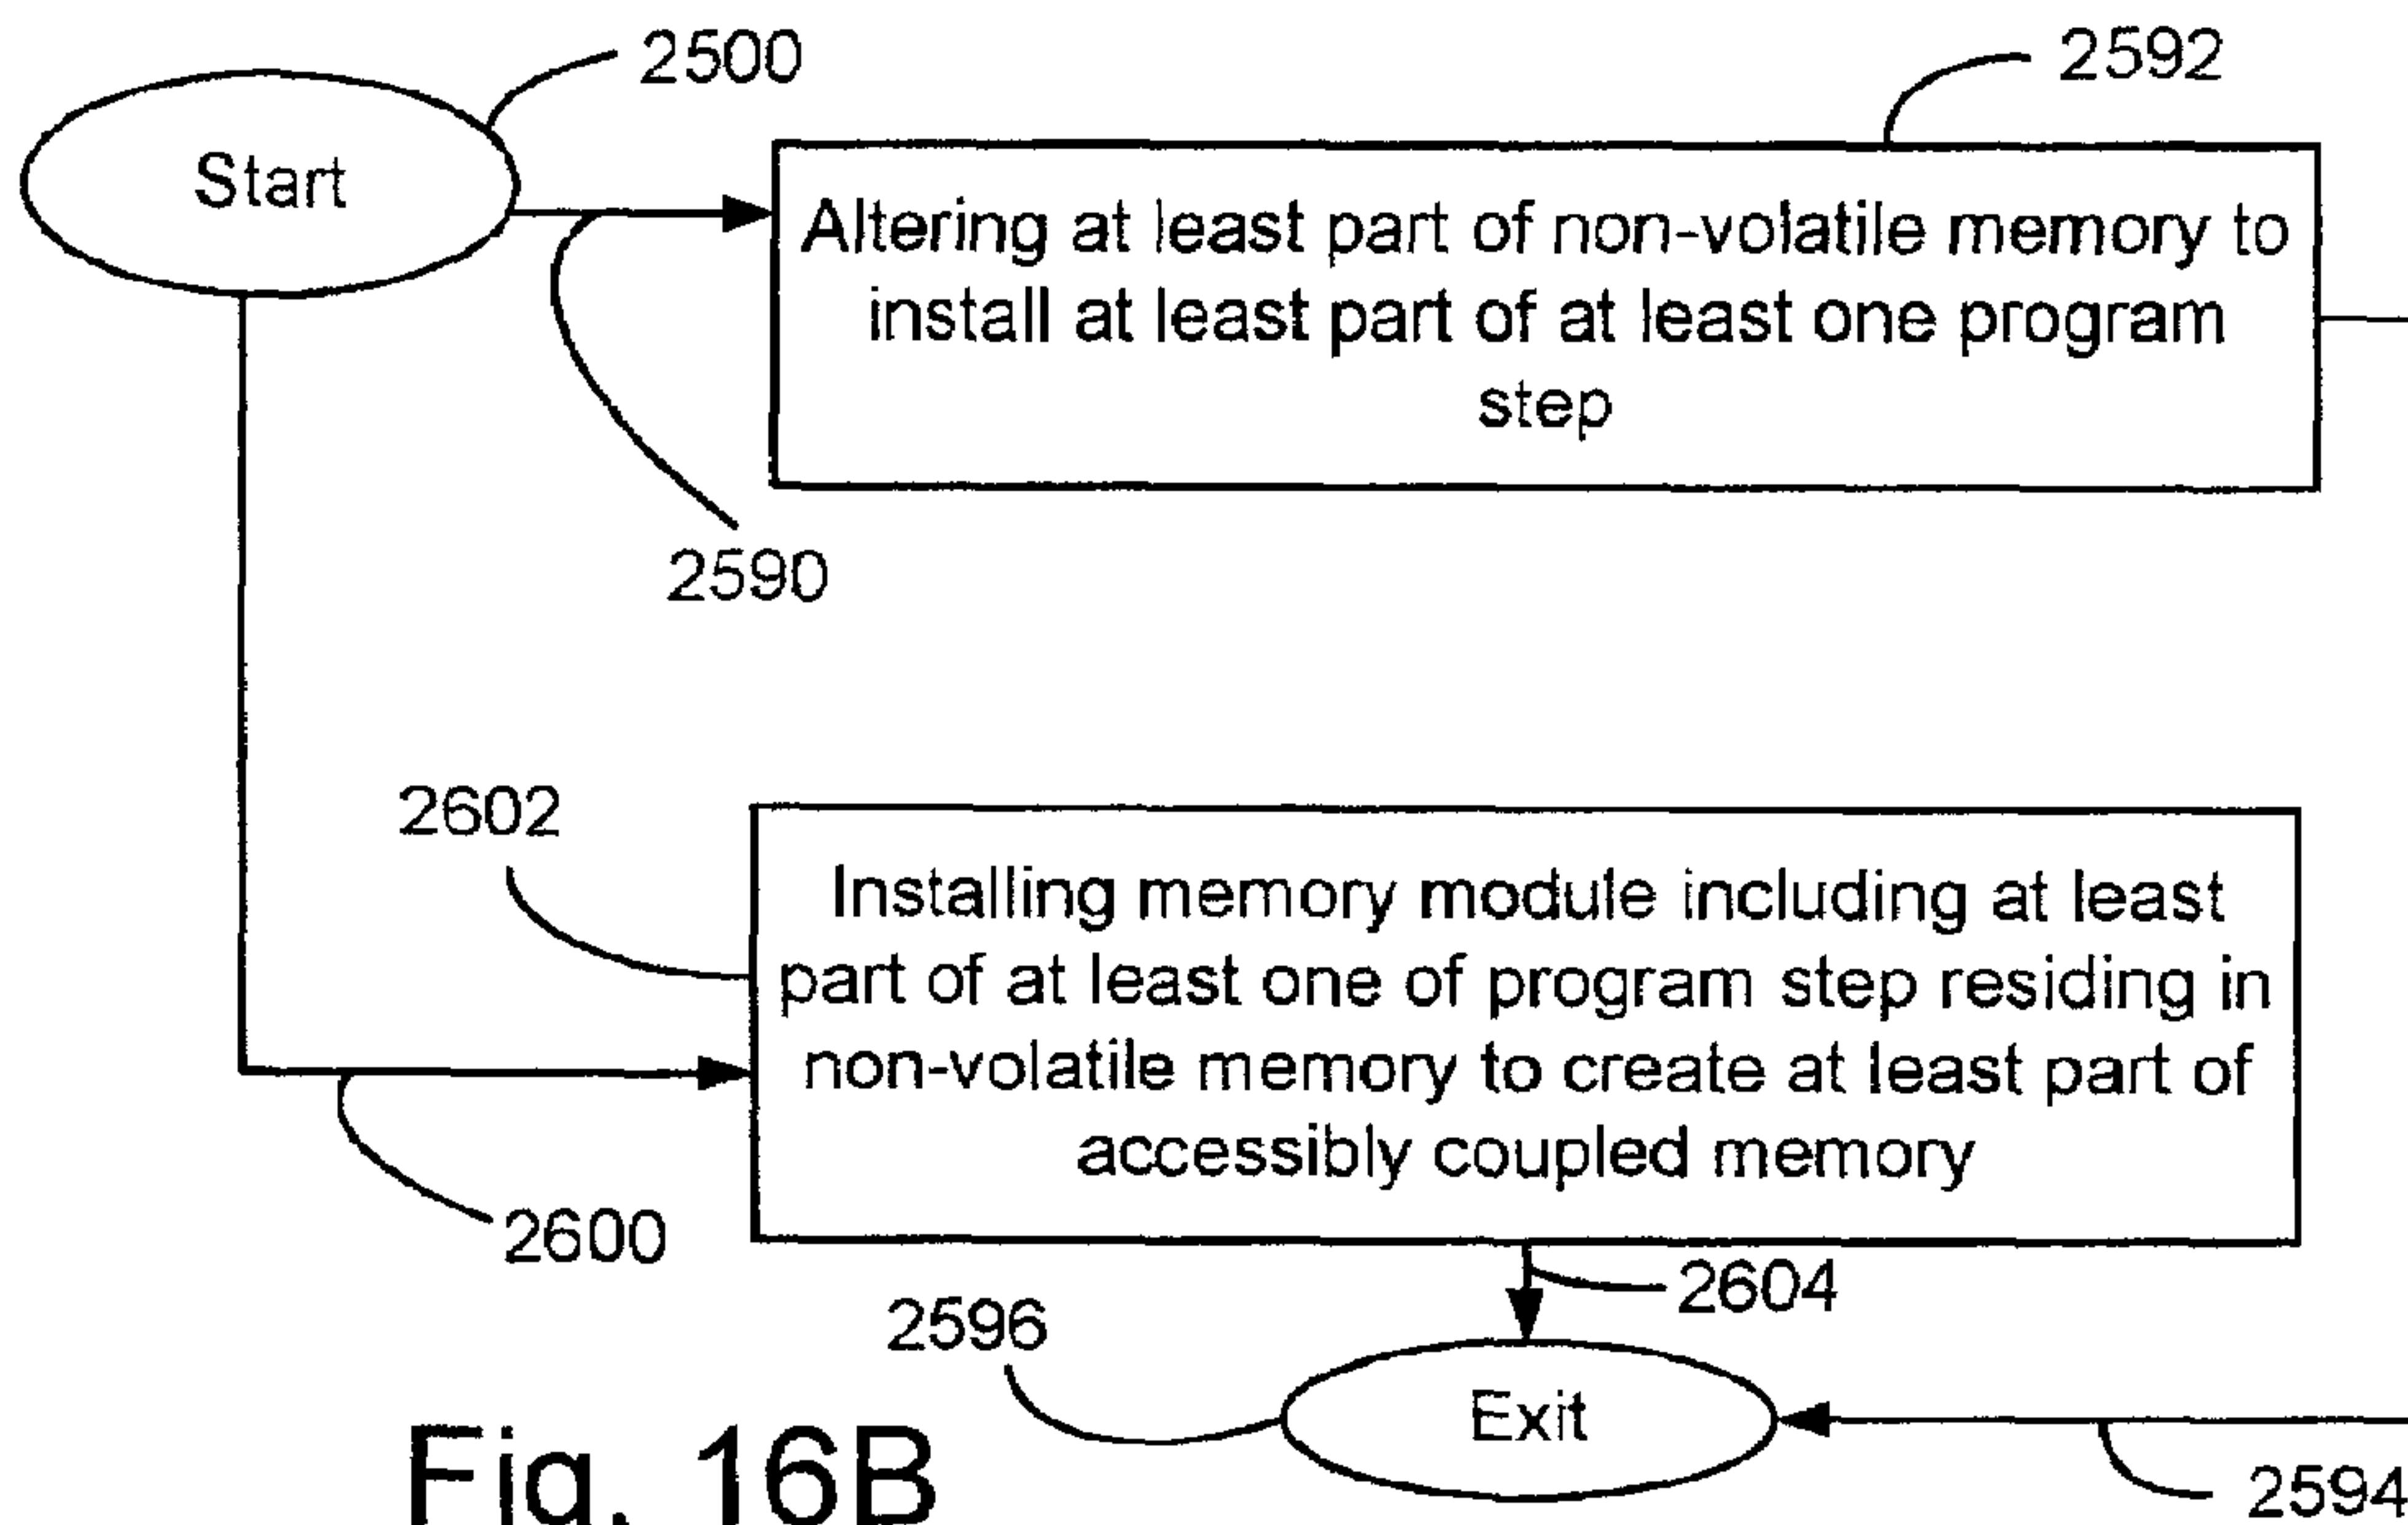 2500
2592
Start
Altering at least part of non-volatile memory to
install at least part of at least one program
step
2590
2602
Installing memory module including at least
part of at least one of program step residing in
non-volatile memory to create at least part of
accessibly coupled memory
2600
2604
2596
Exit
2594
Fig. 16B